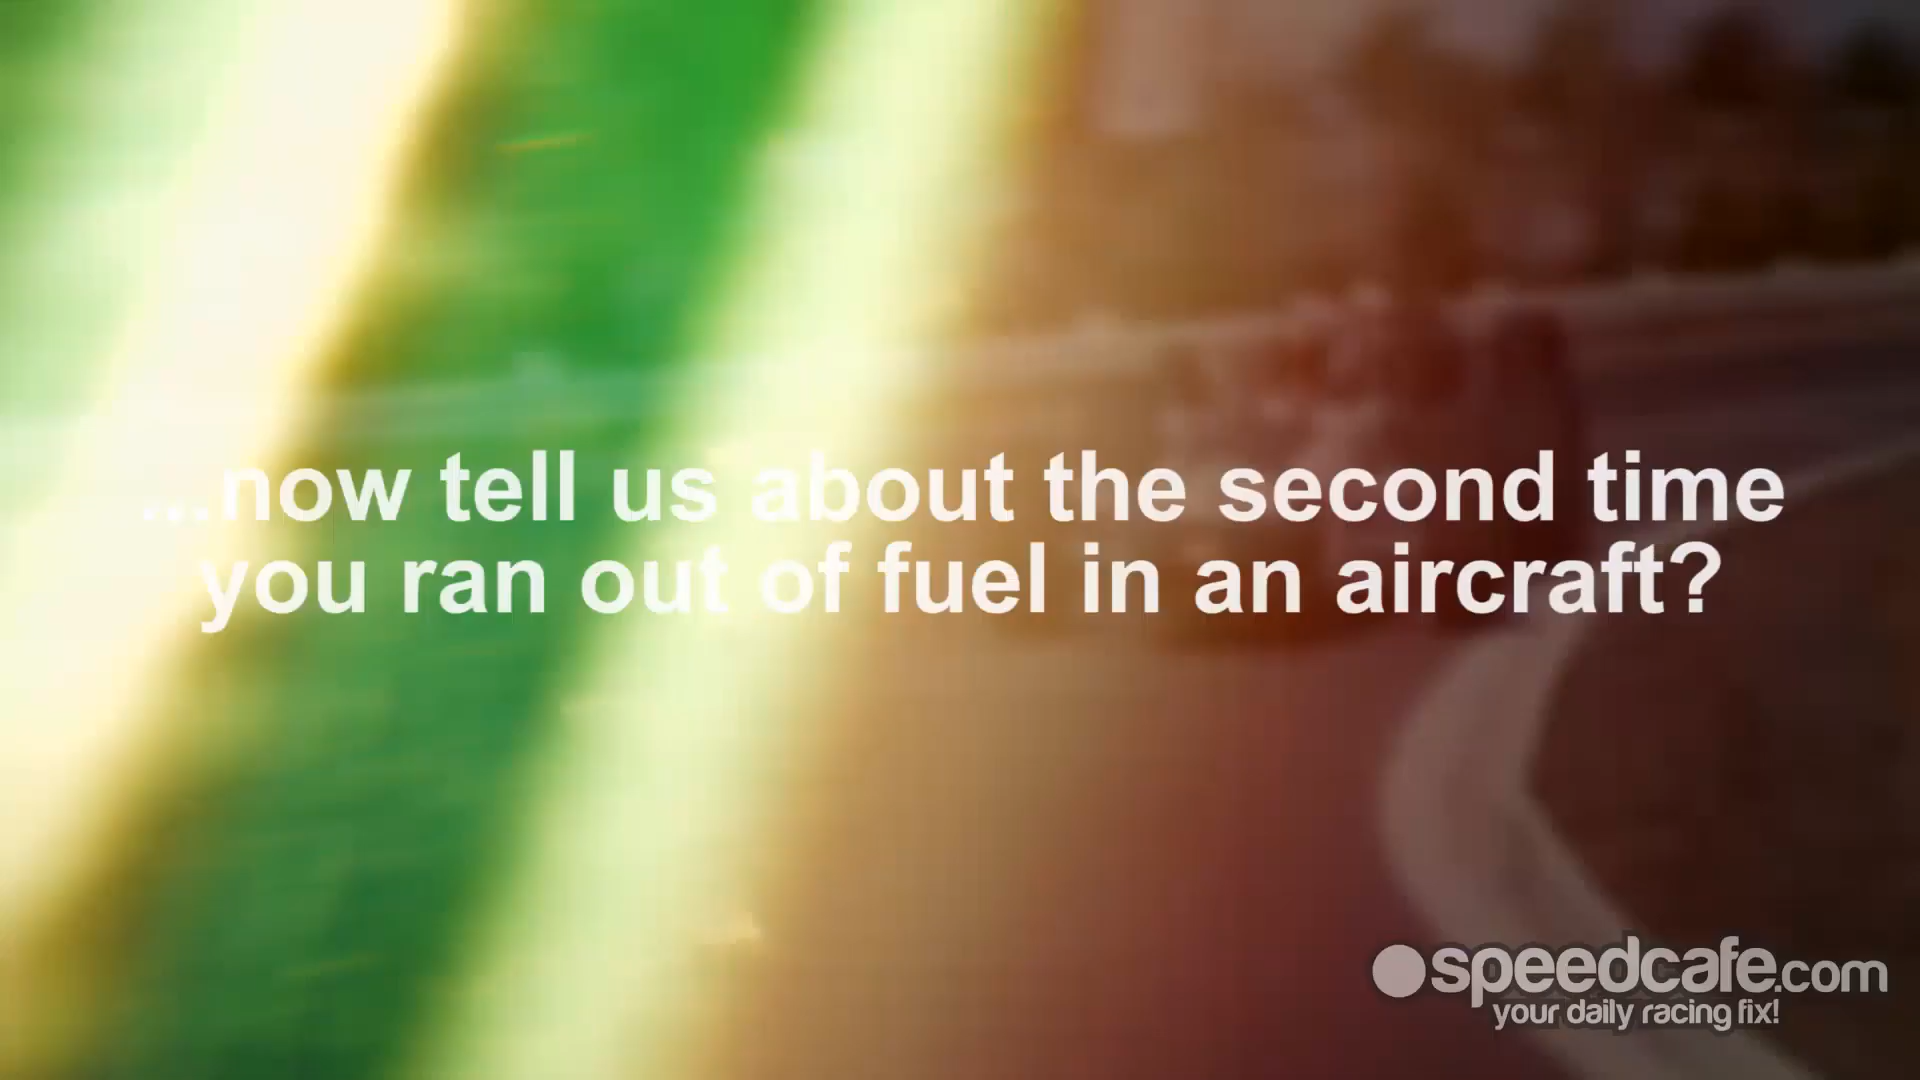 ...now tell us about the second time
you ran out of fuel in an aircraft?
speedcafe.com
your daily racing fix!